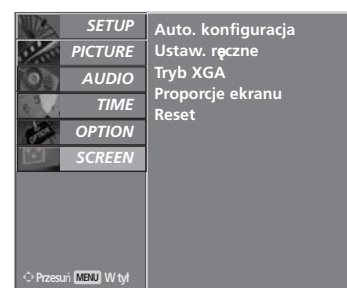 SETUP
PICTURE
AUDIO
TIME
OPTION
SCREEN
Auto. konfiguracja
Ustaw. ręczne
Tryb XGA
Proporcje ekranu
Reset
Przesuń MENU W tył